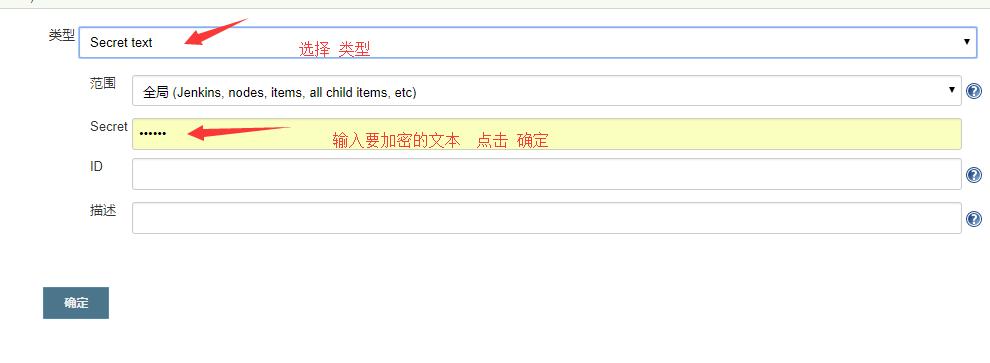 类型 Secret text
选择 类型
范围 全局 (Jenkins, nodes, items, all child items, etc)
Secret ••••••
输入要加密的文本 点击 确定
ID
描述
确定